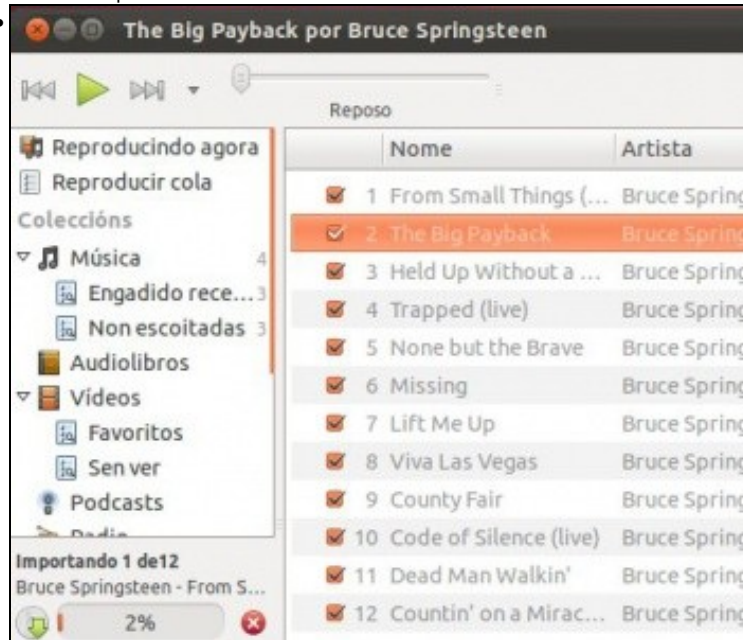 The Big Payback por Bruce Springsteen
Reposo
Reproducindo agora
Reproducir cola
Coleccións
Música 4
Engadido rece... 3
Non escoitadas 3
Audiolibros
Vídeos
Favoritos
Sen ver
Podcasts
Radio
Importando 1 de12
Bruce Springsteen - From S...
2%
Nome Artista
1 From Small Things (... Bruce Spring
2 The Big Payback Bruce Spring
3 Held Up Without a ... Bruce Spring
4 Trapped (live) Bruce Spring
5 None but the Brave Bruce Spring
6 Missing Bruce Spring
7 Lift Me Up Bruce Spring
8 Viva Las Vegas Bruce Spring
9 County Fair Bruce Spring
10 Code of Silence (live) Bruce Spring
11 Dead Man Walkin' Bruce Spring
12 Countin' on a Mirac... Bruce Spring